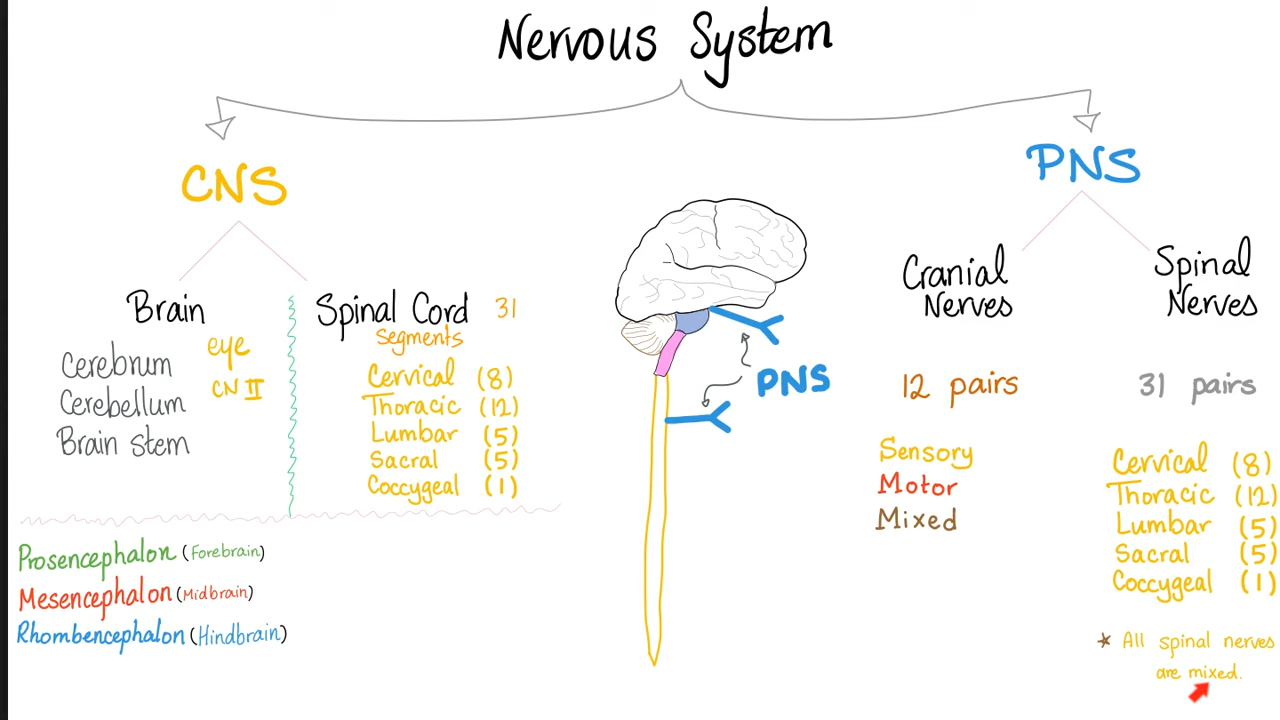 Nervous System
CNS
Brain
Cerebrum
Cerebellum
Brain stem
eye
CN II
Spinal Cord 31
Segments
Cervical (8)
Thoracic (12)
Lumbar (5)
Sacral (5)
Coccygeal (1)
Prosencephalon (Forebrain)
Mesencephalon (Midbrain)
Rhombencephalon (Hindbrain)
PNS
PNS
Cranial
Nerves
12 pairs
Sensory
Motor
Mixed
Spinal
Nerves
31 pairs
Cervical (8)
Thoracic (12)
Lumbar (5)
Sacral (5)
Coccygeal (1)
* All spinal nerves
are mixed.